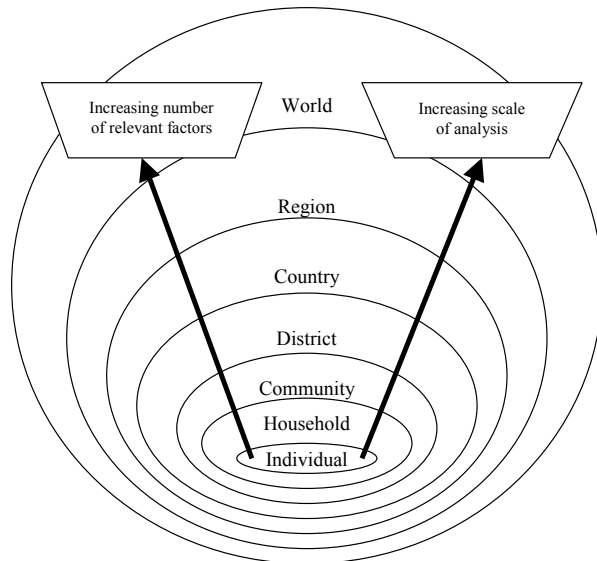 Increasing number
of relevant factors
World
Increasing scale
of analysis
Region
Country
District
Community
Household
Individual